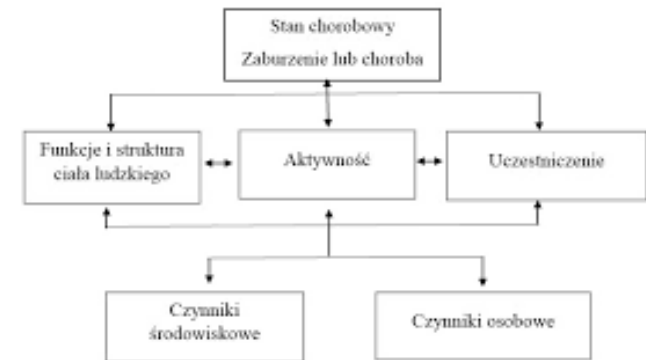 Stan chorobowy
Zaburzenie lub choroba
Funkcje i struktura
ciała ludzkiego
Aktywność
Uczestniczenie
Czynniki
środowiskowe
Czynniki osobowe